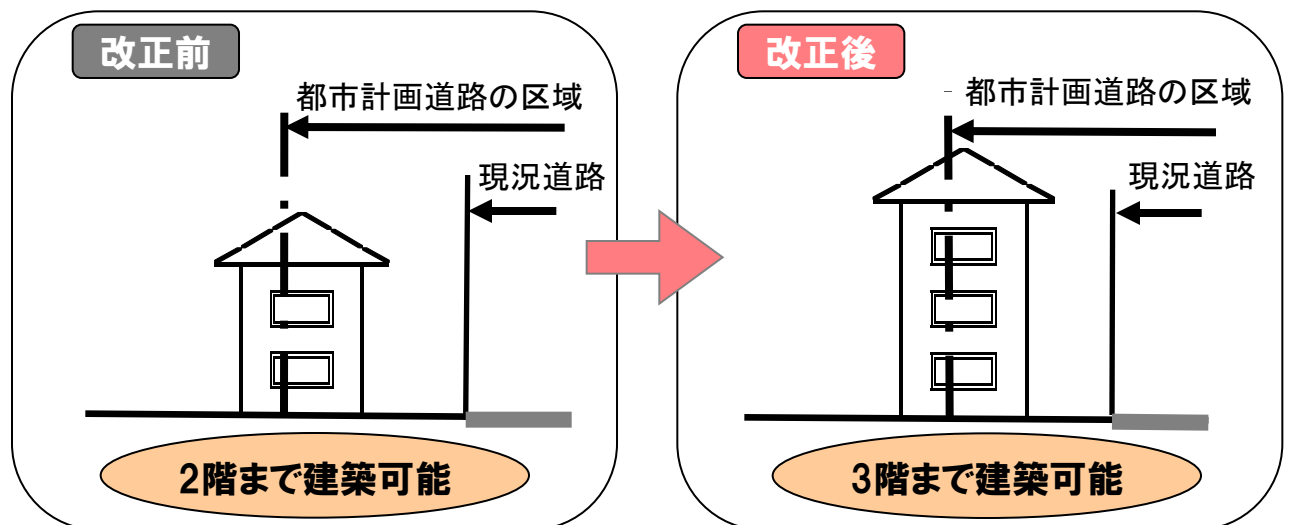 改正前
都市計画道路の区域
現況道路
2階まで建築可能
改正後
都市計画道路の区域
現況道路
3階まで建築可能